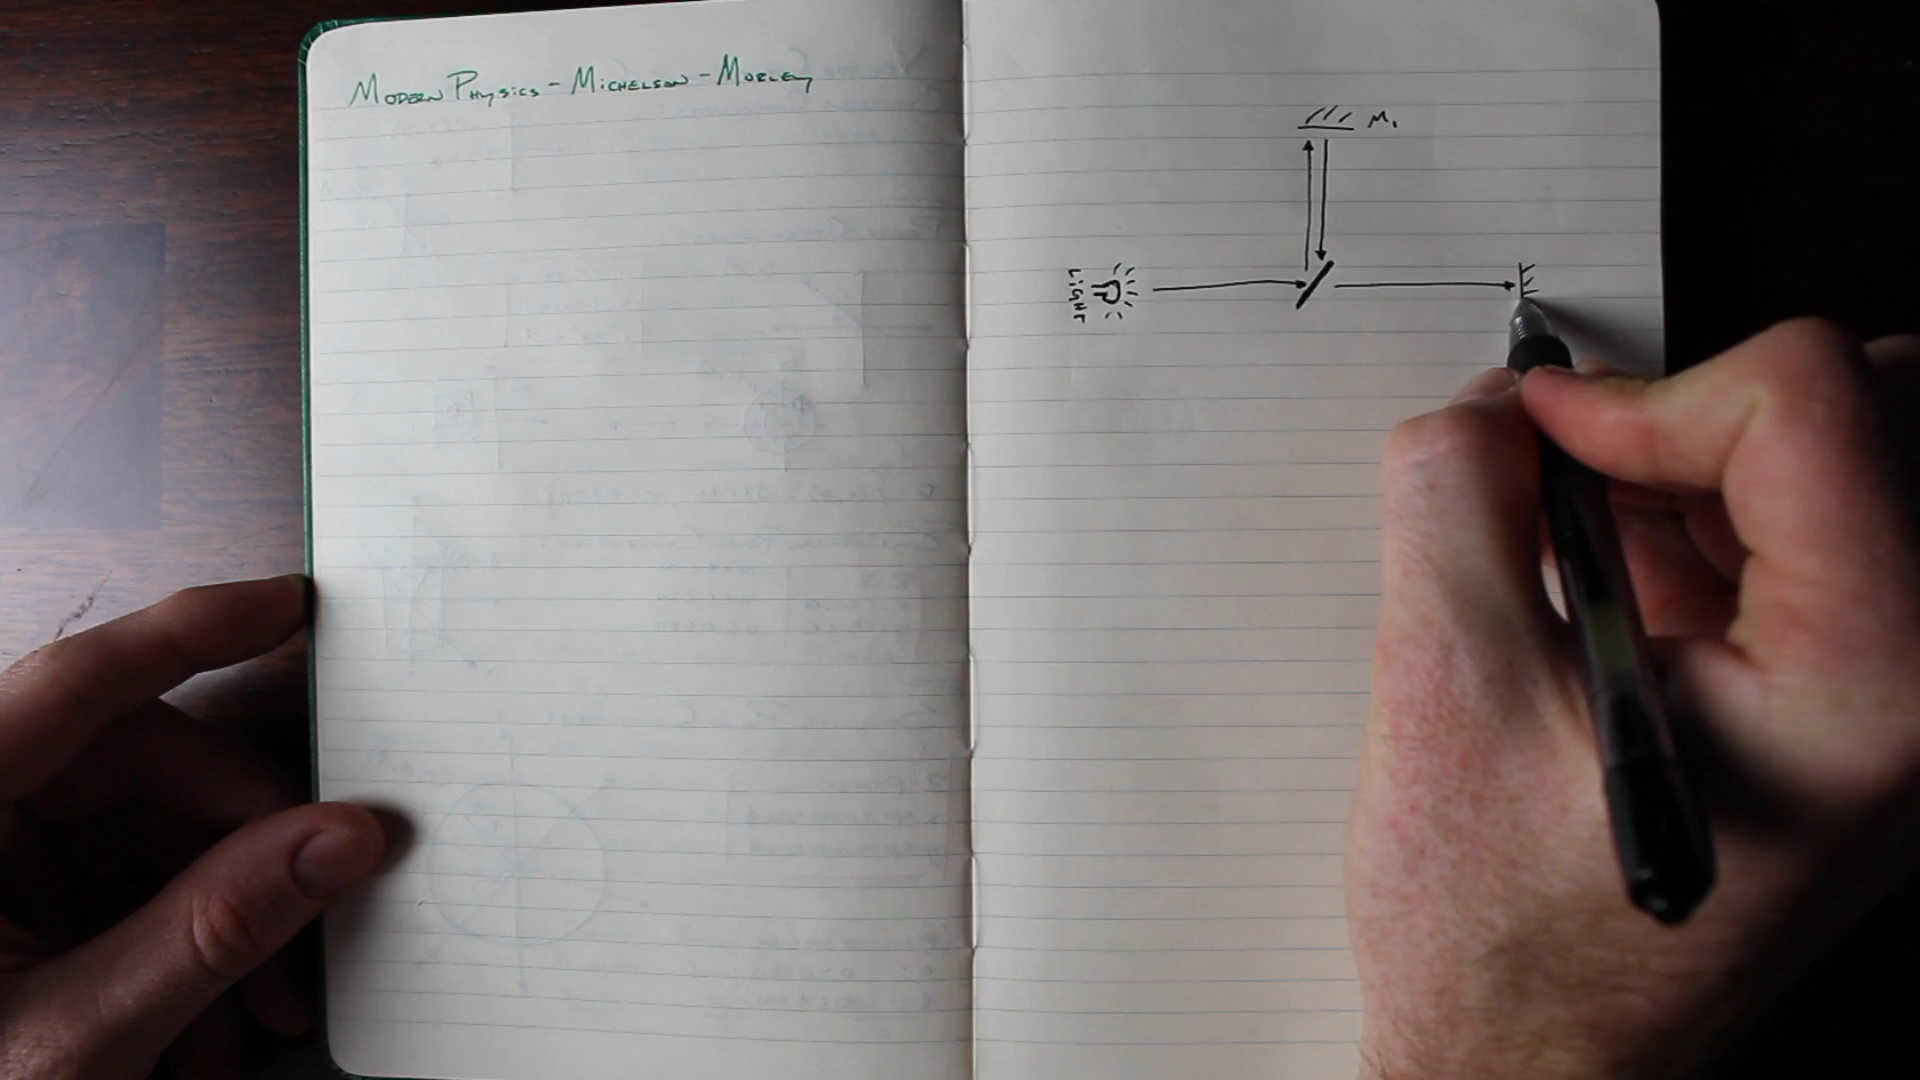 MODERN PHYSICS - MICHELSON - MORLEY
M₁
LIGHT